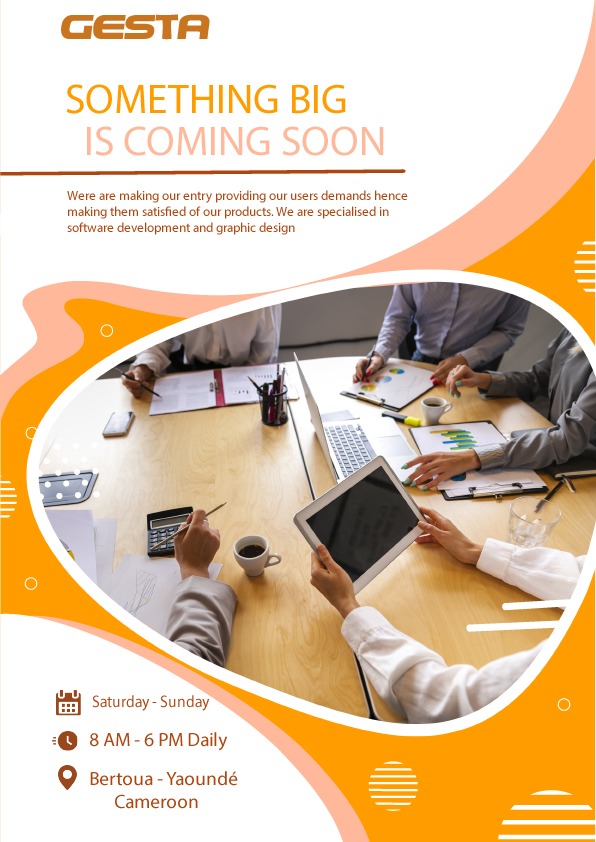 GESTA
SOMETHING BIG
IS COMING SOON
Were are making our entry providing our users demands hence
making them satisfied of our products. We are specialised in
software development and graphic design
Saturday - Sunday
8 AM - 6 PM Daily
Bertoua - Yaoundé
Cameroon